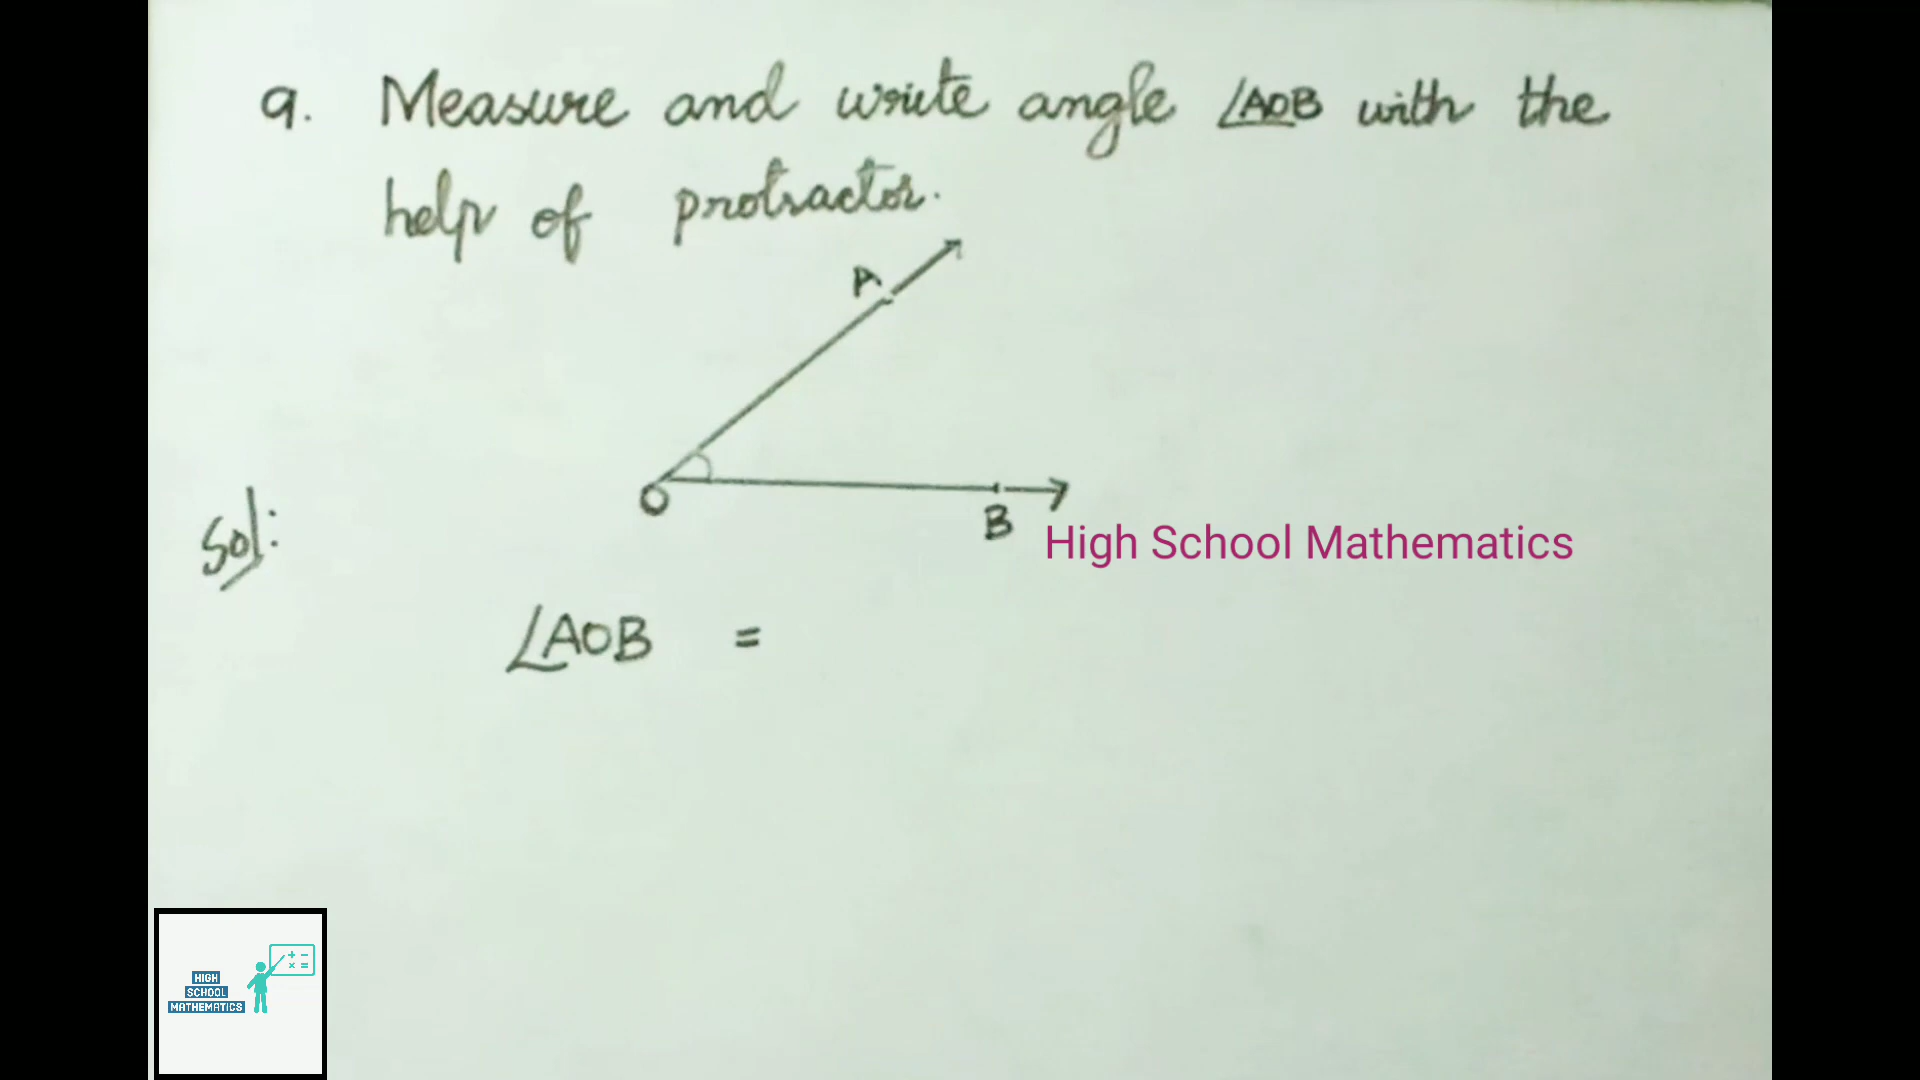 9. Measure and write angle ∠AOB with the
help of protractor.
A
O
B
High School Mathematics
Sol:
∠AOB =
HIGH
SCHOOL
MATHEMATICS